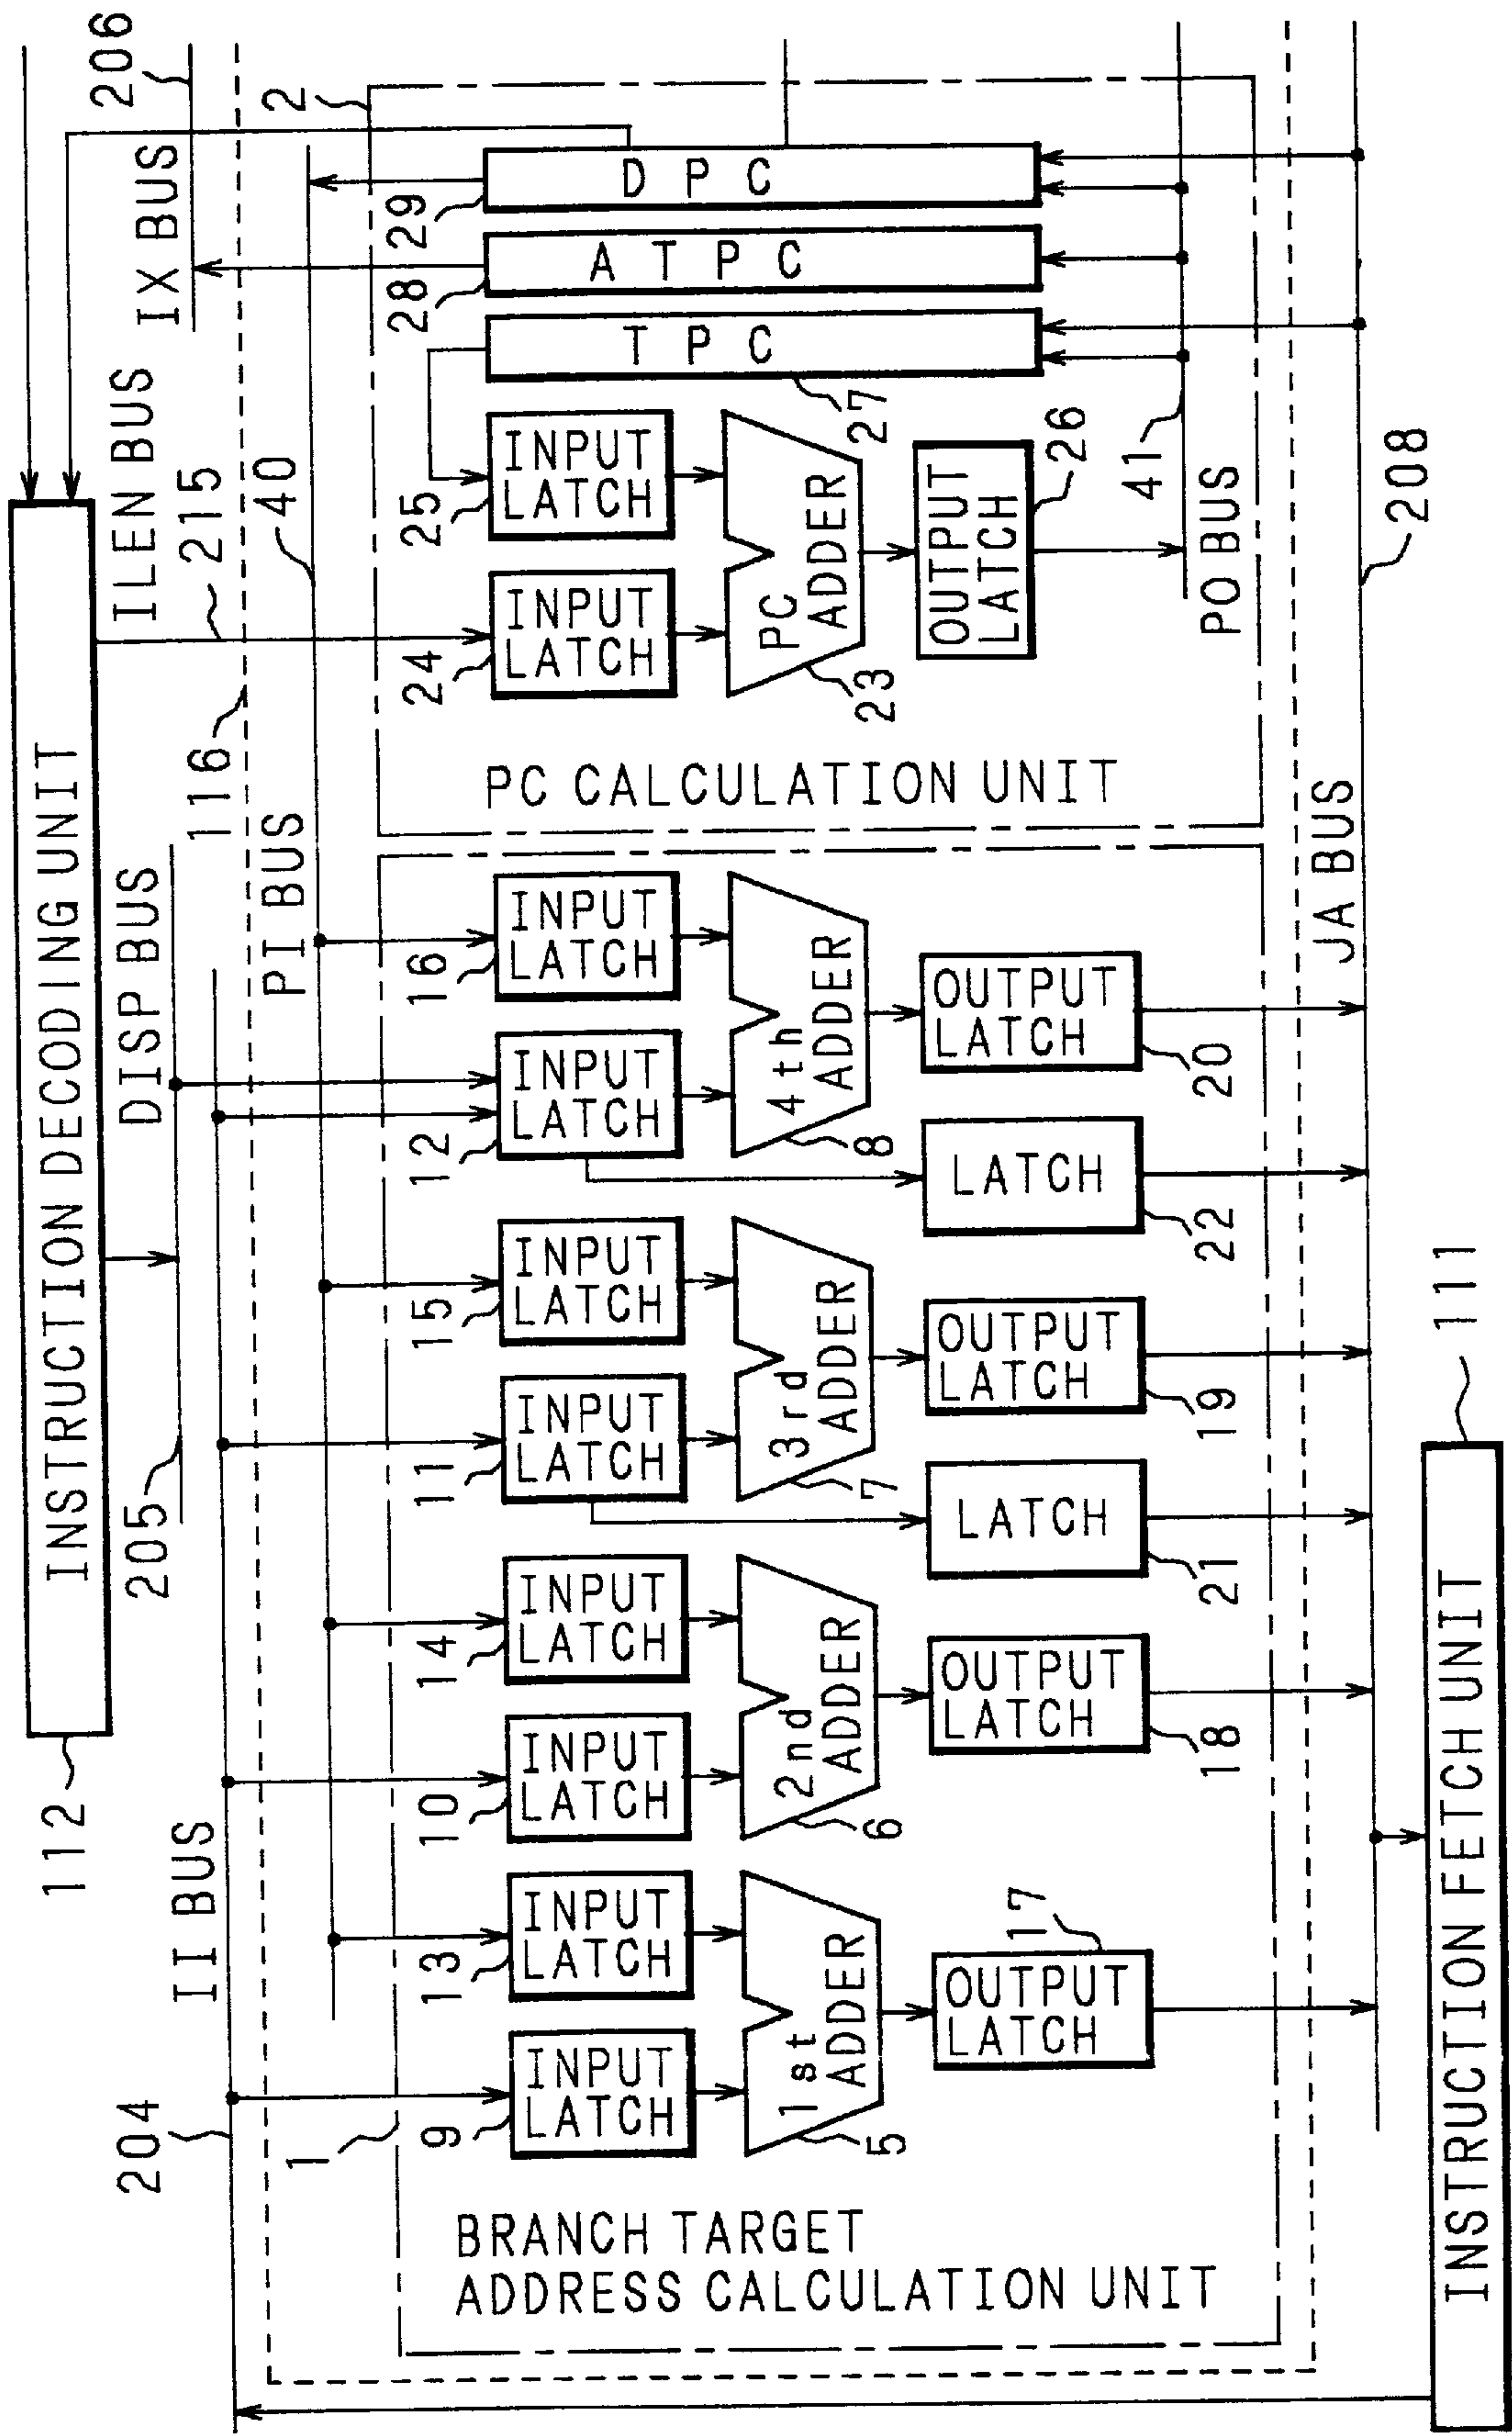 INSTRUCTION DECODING UNIT
112
II BUS
204
205
DISP BUS
116
215
ILEN BUS
IX BUS
206
PI BUS
40
2
1
9
INPUT
LATCH
13
INPUT
LATCH
10
INPUT
LATCH
14
INPUT
LATCH
11
INPUT
LATCH
15
INPUT
LATCH
12
INPUT
LATCH
16
INPUT
LATCH
24
INPUT
LATCH
25
INPUT
LATCH
28
29
1st
ADDER
5
2nd
ADDER
6
3rd
ADDER
7
4th
ADDER
8
PC
ADDER
23
TPC
27
ATPC
DPC
OUTPUT
LATCH
17
OUTPUT
LATCH
18
LATCH
21
OUTPUT
LATCH
19
LATCH
22
OUTPUT
LATCH
20
OUTPUT
LATCH
26
BRANCH TARGET
ADDRESS CALCULATION UNIT
PC CALCULATION UNIT
41
PO BUS
JA BUS
208
INSTRUCTION FETCH UNIT
111